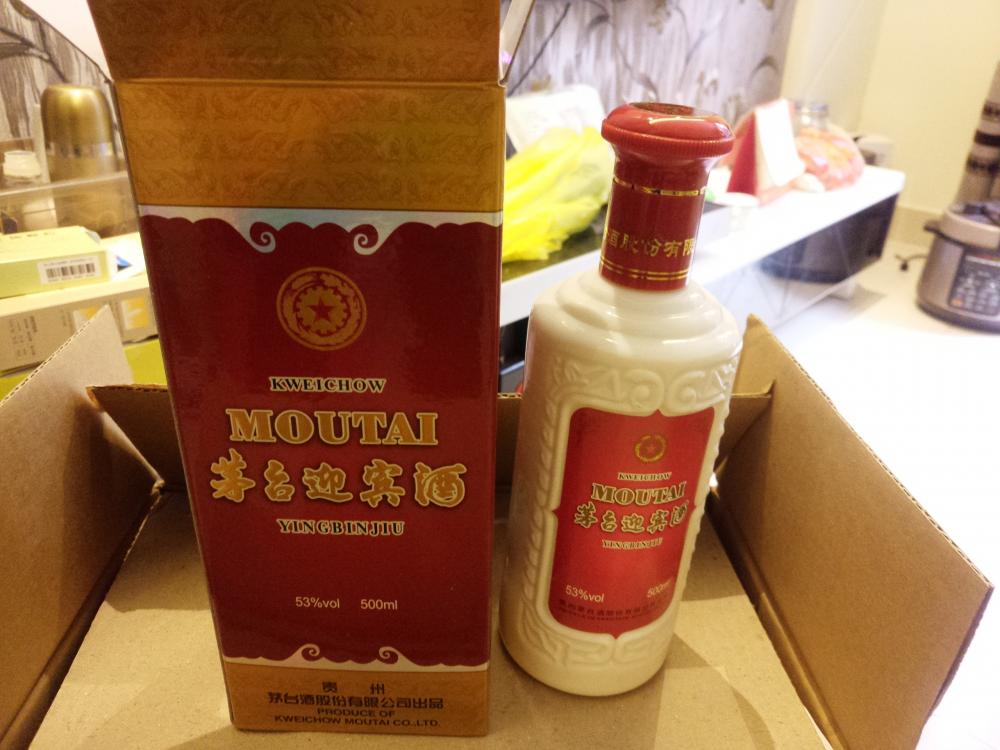 KWEICHOW
MOUTAI
茅台迎宾酒
YINGBINJIU
53%vol 500ml
贵 州
茅台酒股份有限公司出品
PRODUCE OF
KWEICHOW MOUTAI CO.,LTD.
酒股份有限
KWEICHOW
MOUTAI
茅台迎宾酒
YINGBINJIU
53%vol 500ml